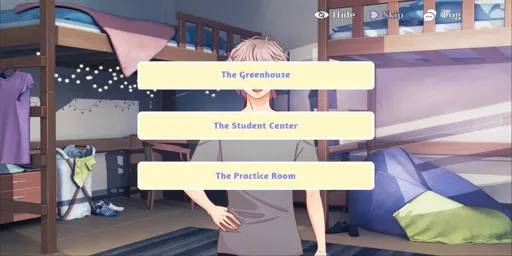 Hide Skip Log
The Greenhouse
The Student Center
The Practice Room